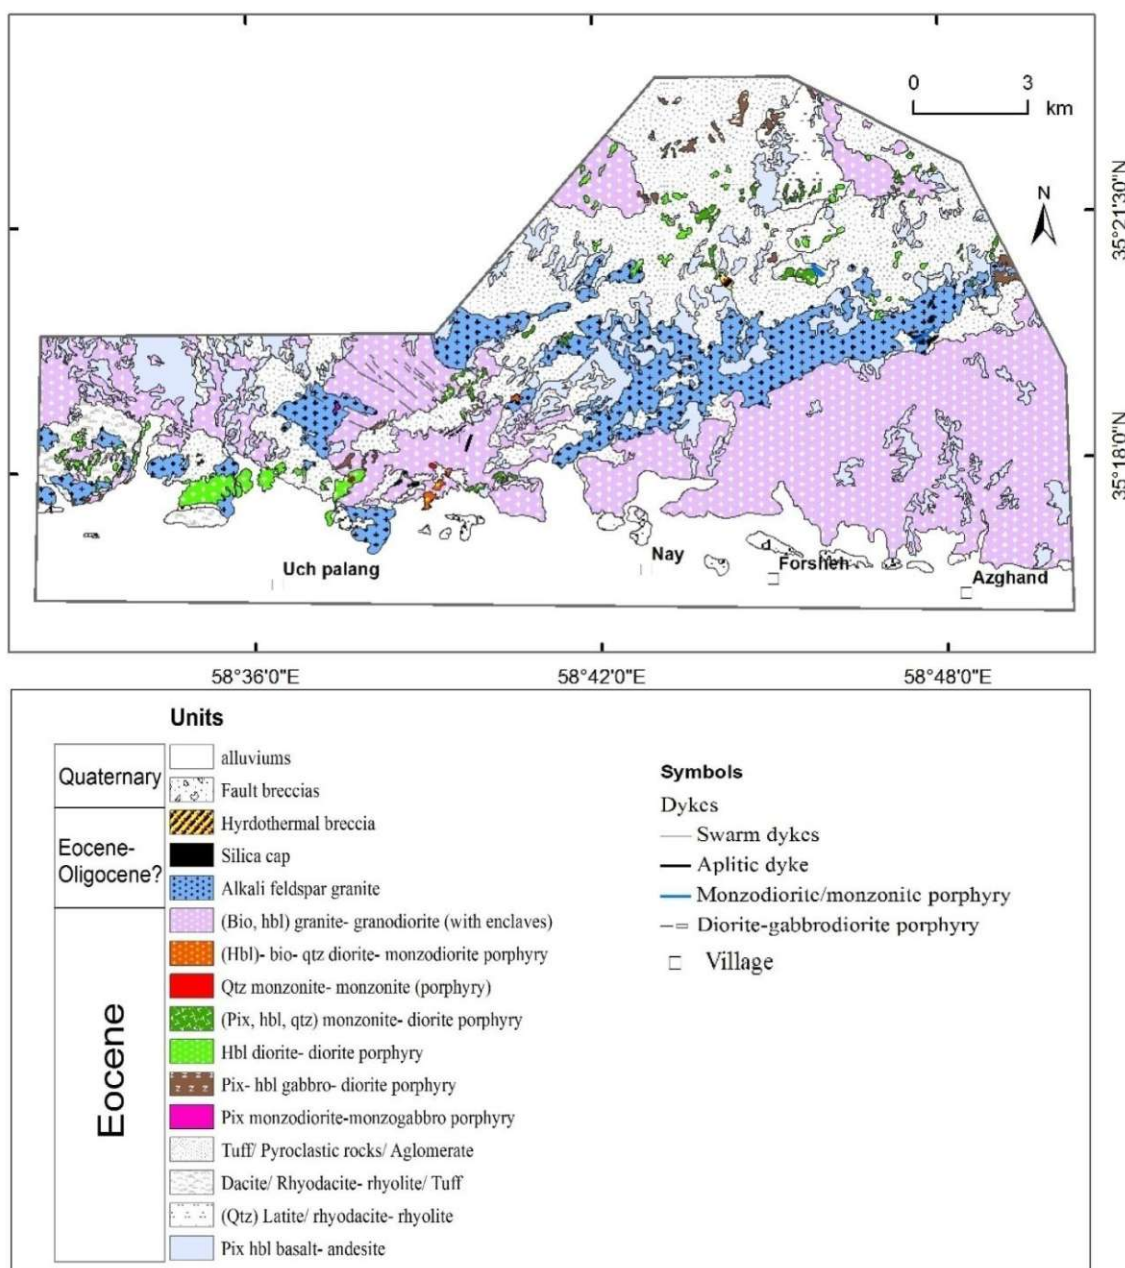 0 3
km
N
35°21'30"N
35°18'0"N
Uch palang
Nay
d
Forsheh
Azghand
58°36'0"E 58°42'0"E 58°48'0"E
Units
Quaternary
alluviums
Fault breccias
Eocene-
Oligocene?
Hyrdothermal breccia
Silica cap
Alkali feldspar granite
Eocene
(Bio, hbl) granite- granodiorite (with enclaves)
(Hbl)- bio- qtz diorite- monzodiorite porphyry
Qtz monzonite- monzonite (porphyry)
(Pix, hbl, qtz) monzonite- diorite porphyry
Hbl diorite- diorite porphyry
Pix- hbl gabbro- diorite porphyry
Pix monzodiorite-monzogabbro porphyry
Tuff/ Pyroclastic rocks/ Aglomerate
Dacite/ Rhyodacite- rhyolite/ Tuff
(Qtz) Latite/ rhyodacite- rhyolite
Pix hbl basalt- andesite
Symbols
Dykes
Swarm dykes
Aplitic dyke
Monzodiorite/monzonite porphyry
Diorite-gabbrodiorite porphyry
Village